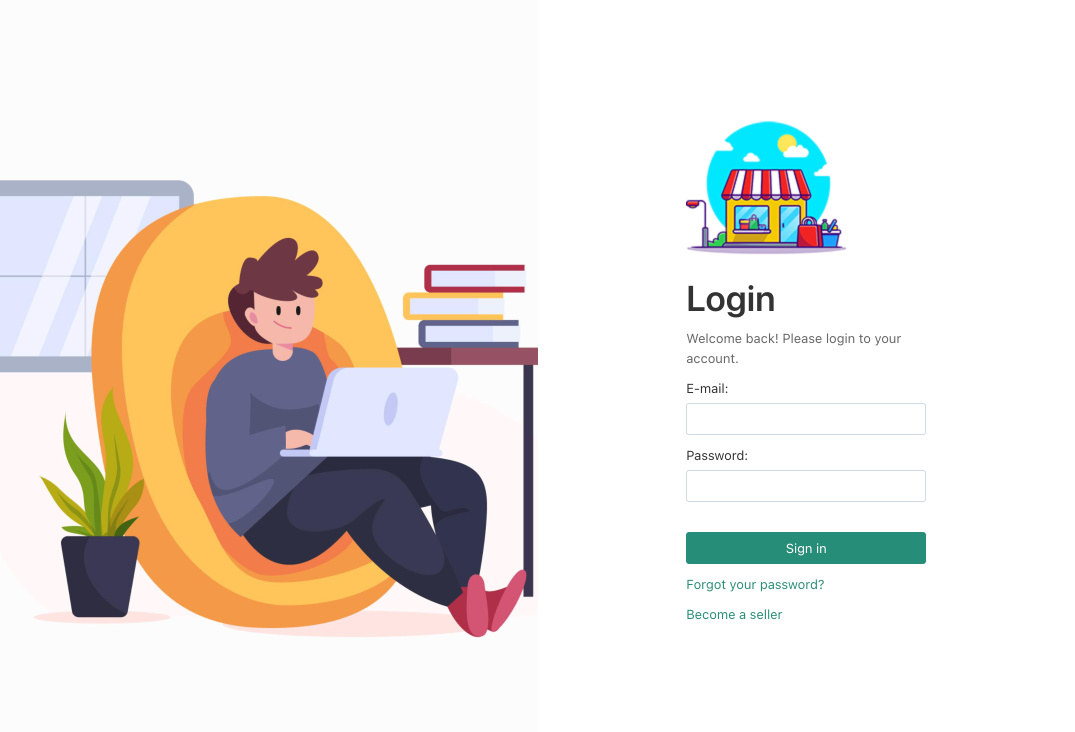 Login
Welcome back! Please login to your
account.
E-mail:
Password:
Sign in
Forgot your password?
Become a seller